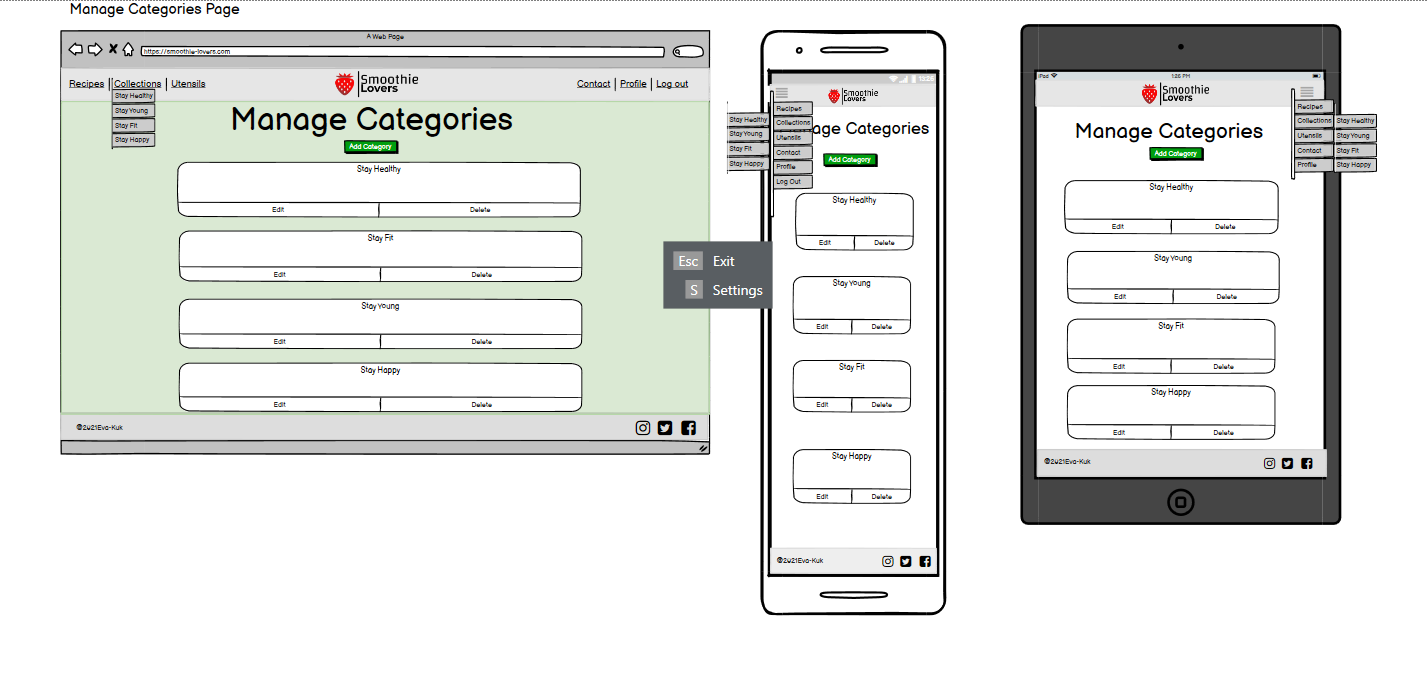 Manage Categories Page
A Web Page
https://smoothie-lovers.com
Recipes Collections Utensils
Smoothie
Lovers
Contact Profile Log out
Stay Healthy
Stay Young
Stay Fit
Stay Happy
Manage Categories
Add Category
Stay Healthy
Edit Delete
Stay Fit
Edit Delete
Stay Young
Edit Delete
Stay Happy
Edit Delete
©2021Eva-Kuk
Esc Exit
S Settings
1328
Smoothie
Lovers
Recipes
Stay Healthy Collections
Stay Young Utensils
Stay Fit Contact
Stay Happy Profile
Log Out
age Categories
Add Category
Stay Healthy
Edit Delete
Stay Young
Edit Delete
Stay Fit
Edit Delete
Stay Happy
Edit Delete
©2021Eva-Kuk
iPod 1:26 PM
Smoothie
Lovers
Recipes
Collections Stay Healthy
Utensils Stay Young
Contact Stay Fit
Profile Stay Happy
Manage Categories
Add Category
Stay Healthy
Edit Delete
Stay Young
Edit Delete
Stay Fit
Edit Delete
Stay Happy
Edit Delete
©2021Eva-Kuk